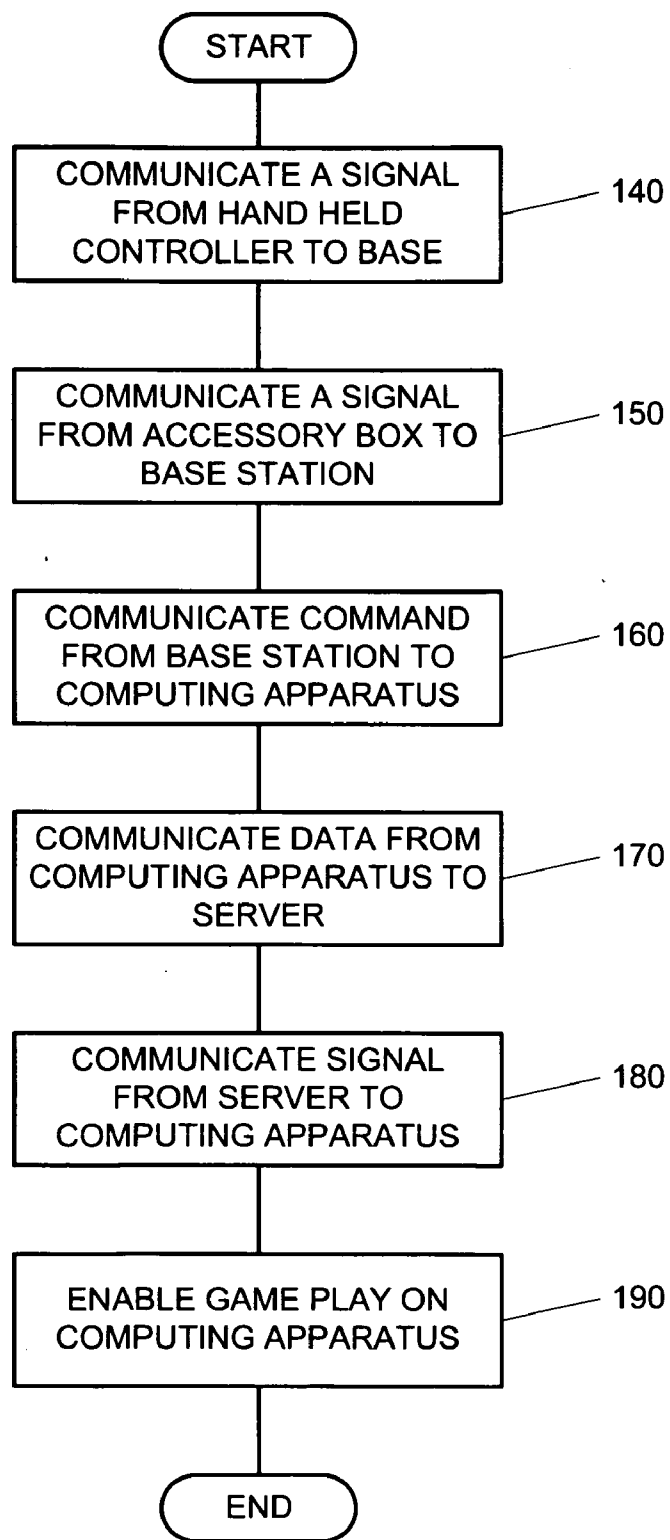 START
COMMUNICATE A SIGNAL
FROM HAND HELD
CONTROLLER TO BASE
140
COMMUNICATE A SIGNAL
FROM ACCESSORY BOX TO
BASE STATION
150
COMMUNICATE COMMAND
FROM BASE STATION TO
COMPUTING APPARATUS
160
COMMUNICATE DATA FROM
COMPUTING APPARATUS TO
SERVER
170
COMMUNICATE SIGNAL
FROM SERVER TO
COMPUTING APPARATUS
180
ENABLE GAME PLAY ON
COMPUTING APPARATUS
190
END